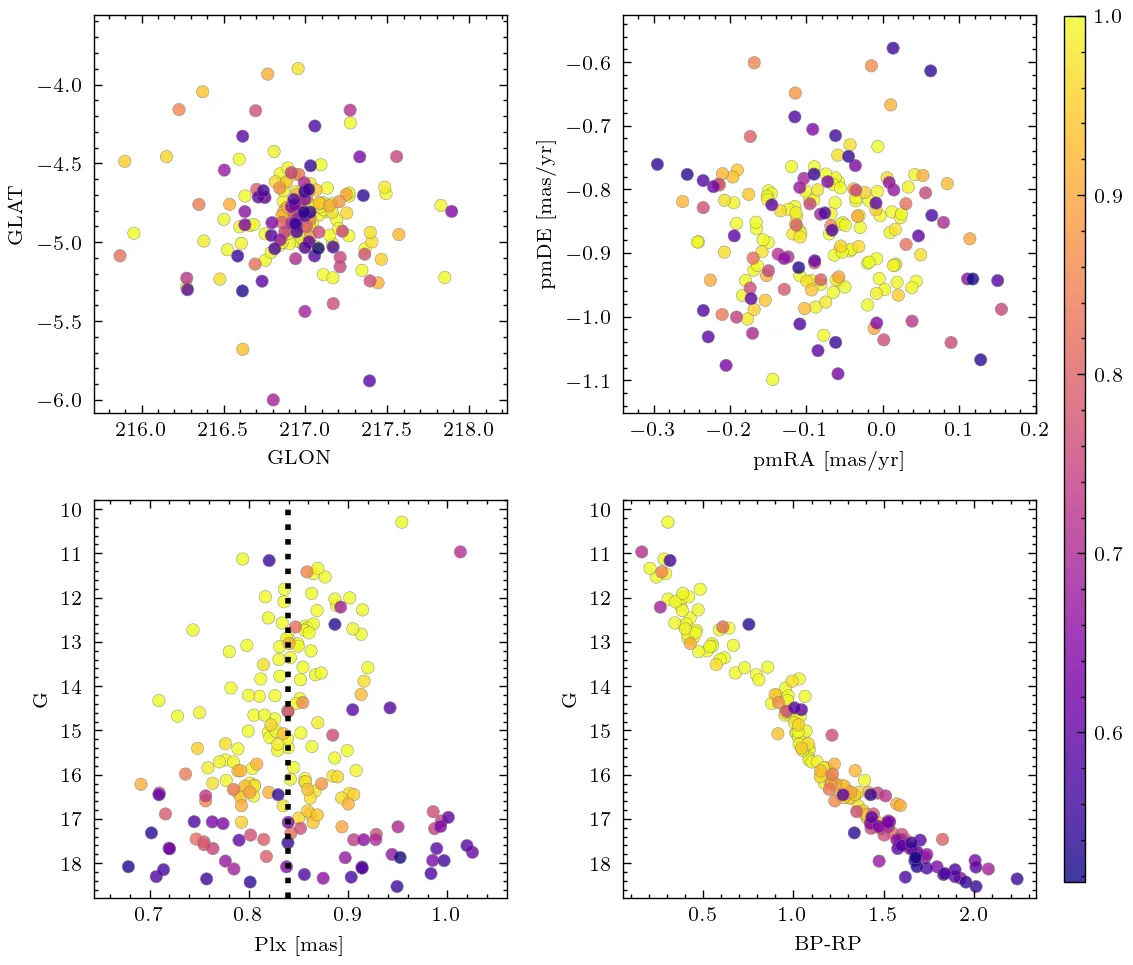 −4.0
−4.5
−5.0
−5.5
−6.0
GLAT
216.0 216.5 217.0 217.5 218.0
GLON
−0.6
−0.7
−0.8
−0.9
−1.0
−1.1
pmDE [mas/yr]
−0.3 −0.2 −0.1 0.0 0.1 0.2
pmRA [mas/yr]
10
11
12
13
14
15
16
17
18
G
0.7 0.8 0.9 1.0
Plx [mas]
10
11
12
13
14
15
16
17
18
G
0.5 1.0 1.5 2.0
BP-RP
1.0
0.9
0.8
0.7
0.6